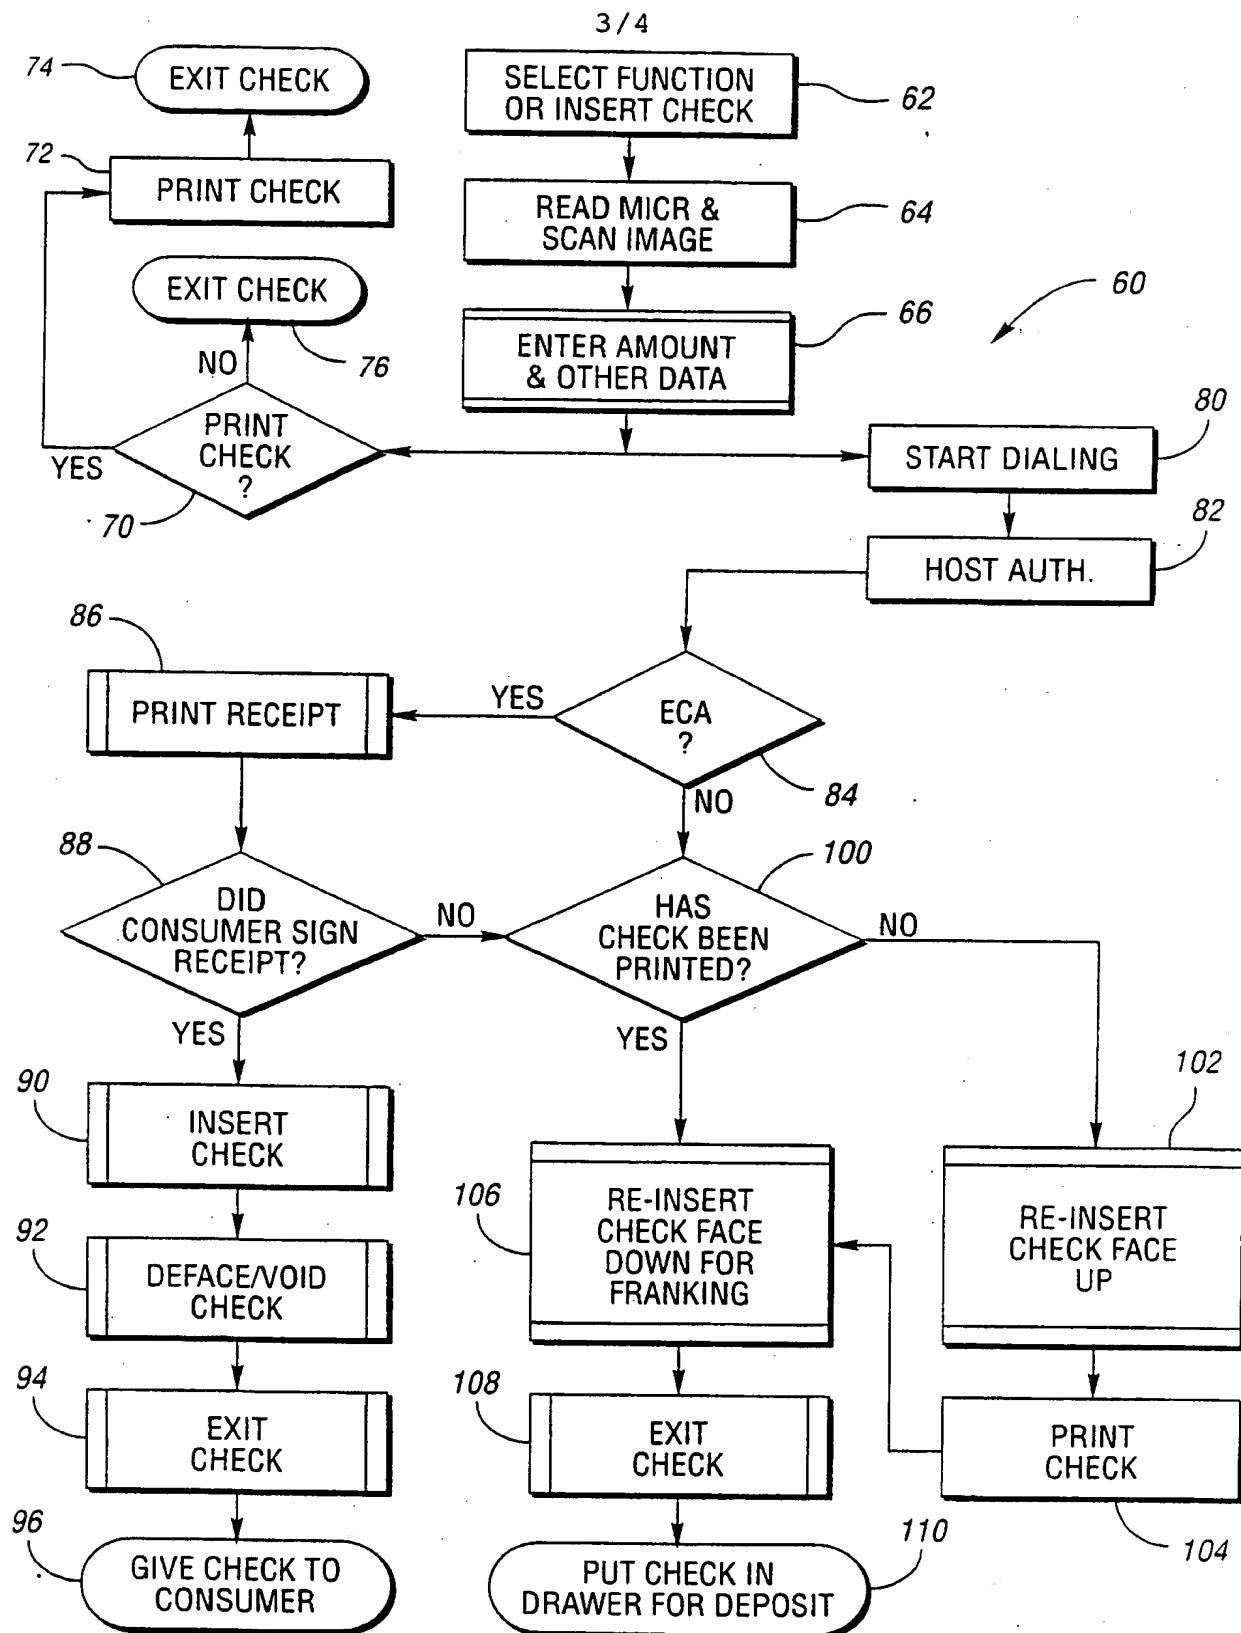 3/4
74
EXIT CHECK
SELECT FUNCTION
OR INSERT CHECK
62
72
PRINT CHECK
READ MICR &
SCAN IMAGE
64
EXIT CHECK
76
NO
ENTER AMOUNT
& OTHER DATA
66
60
PRINT
CHECK
?
YES
70
START DIALING
80
HOST AUTH.
82
86
PRINT RECEIPT
YES
ECA
?
84
NO
88
DID
CONSUMER SIGN
RECEIPT?
NO
HAS
CHECK BEEN
PRINTED?
100
NO
YES
YES
90
INSERT
CHECK
102
92
DEFACE/VOID
CHECK
106
RE-INSERT
CHECK FACE
DOWN FOR
FRANKING
RE-INSERT
CHECK FACE
UP
94
EXIT
CHECK
108
EXIT
CHECK
PRINT
CHECK
104
96
GIVE CHECK TO
CONSUMER
PUT CHECK IN
DRAWER FOR DEPOSIT
110